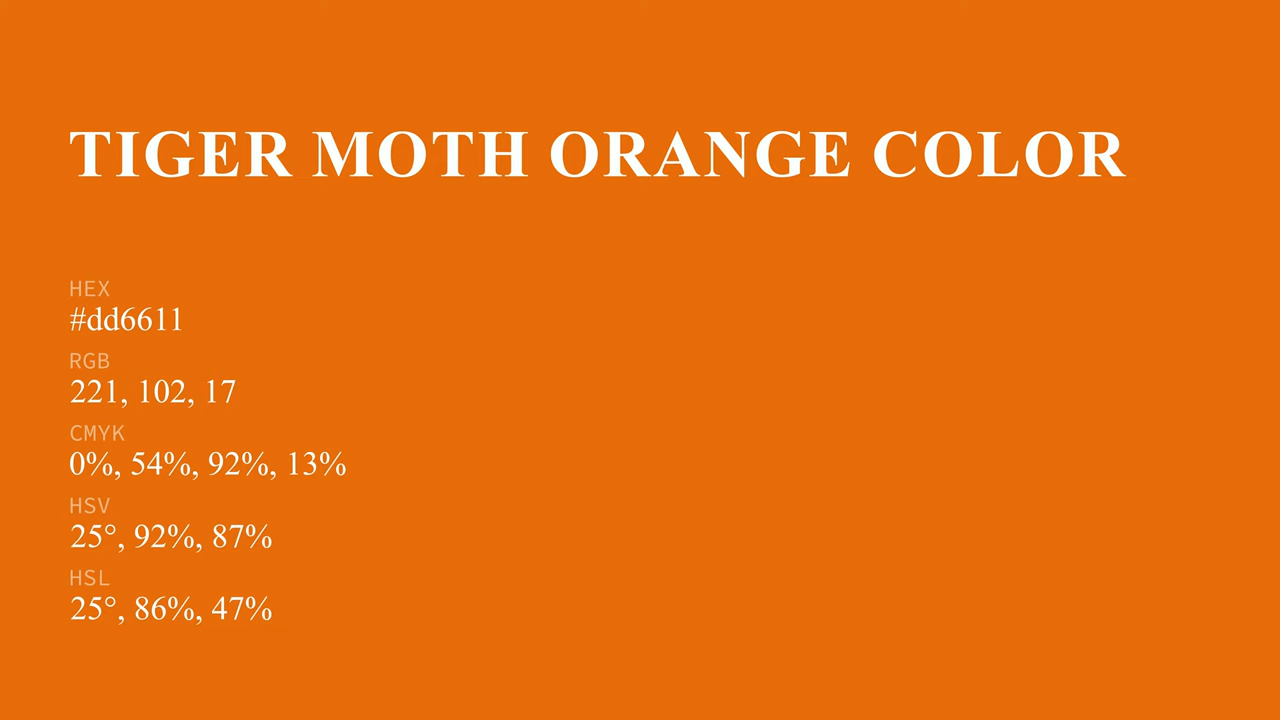 TIGER MOTH ORANGE COLOR
HEX
#dd6611
RGB
221, 102, 17
CMYK
0%, 54%, 92%, 13%
HSV
25°, 92%, 87%
HSL
25°, 86%, 47%